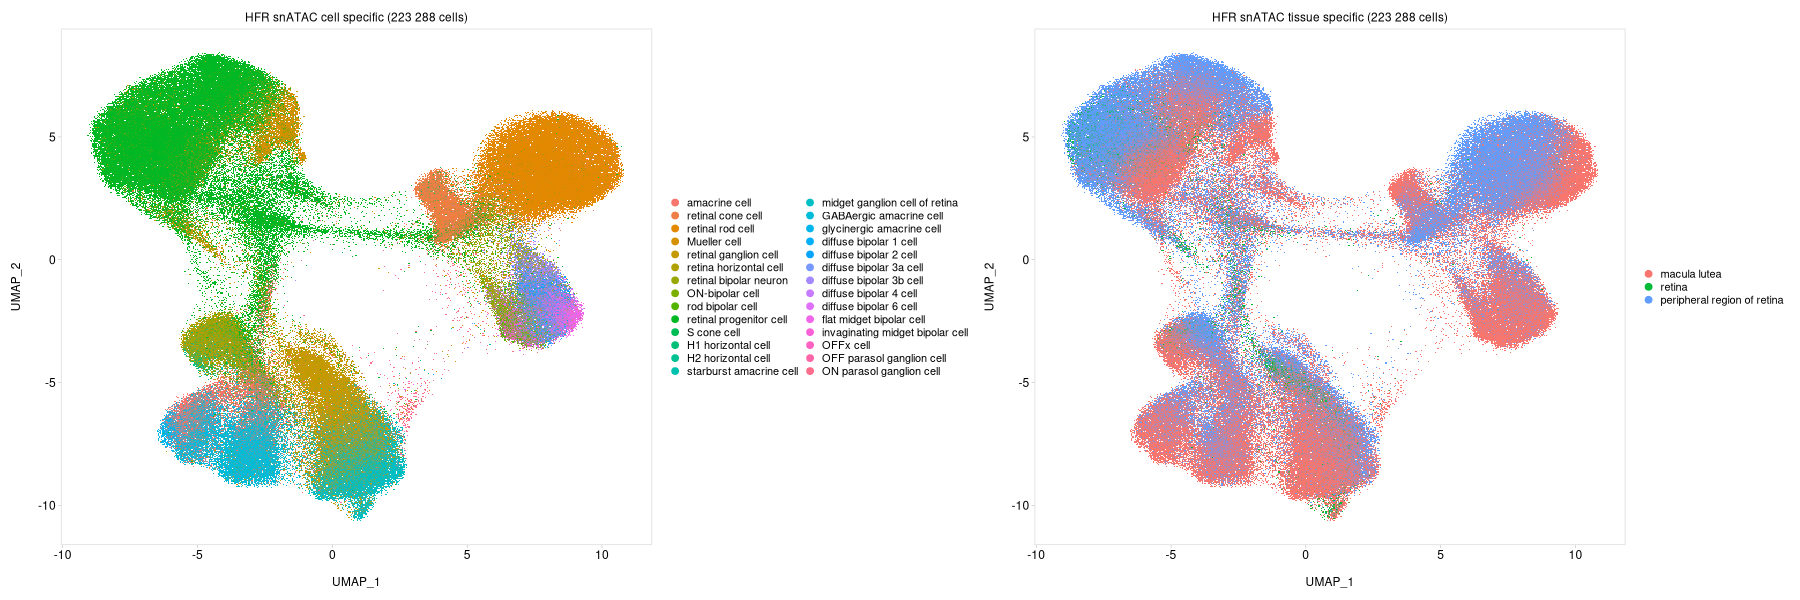 HFR snATAC cell specific (223 288 cells)
5
0
-5
-10
UMAP_2
-10
-5
0
5
10
UMAP_1
amacrine cell
retinal cone cell
retinal rod cell
Mueller cell
retinal ganglion cell
retina horizontal cell
retinal bipolar neuron
ON-bipolar cell
rod bipolar cell
retinal progenitor cell
S cone cell
H1 horizontal cell
H2 horizontal cell
starburst amacrine cell
midget ganglion cell of retina
GABAergic amacrine cell
glycinergic amacrine cell
diffuse bipolar 1 cell
diffuse bipolar 2 cell
diffuse bipolar 3a cell
diffuse bipolar 3b cell
diffuse bipolar 4 cell
diffuse bipolar 6 cell
flat midget bipolar cell
invaginating midget bipolar cell
OFFx cell
OFF parasol ganglion cell
ON parasol ganglion cell
HFR snATAC tissue specific (223 288 cells)
5
0
-5
-10
UMAP_2
-10
-5
0
5
10
UMAP_1
macula lutea
retina
peripheral region of retina